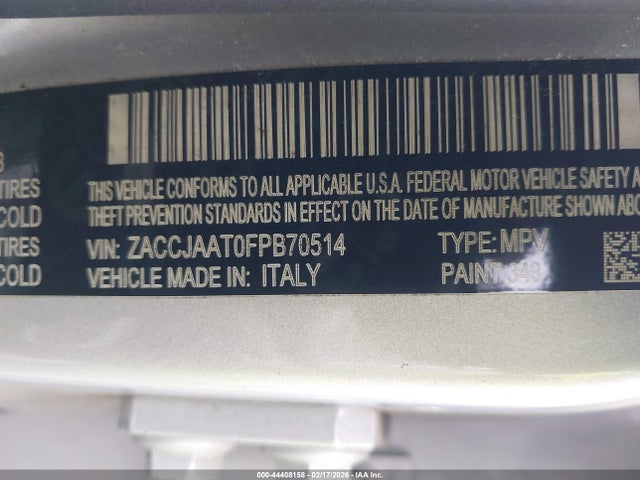 TIRES
COLD
TIRES
COLD
THIS VEHICLE CONFORMS TO ALL APPLICABLE U.S.A. FEDERAL MOTOR VEHICLE SAFETY
THEFT PREVENTION STANDARDS IN EFFECT ON THE DATE OF MANUFACTURE SHOWN
VIN: ZACCJAAT0FPB70514 TYPE: MPV
VEHICLE MADE IN: ITALY PAINT:
000-44408158 - 02/17/2026 - IAA Inc.